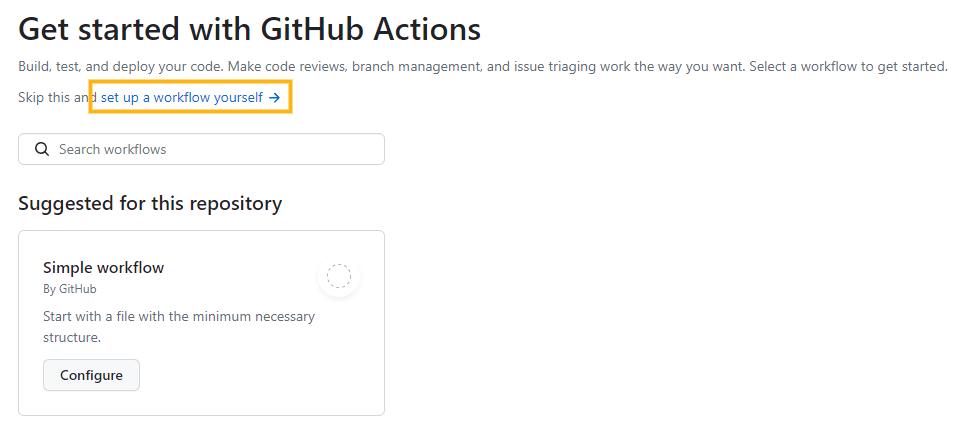 Get started with GitHub Actions
Build, test, and deploy your code. Make code reviews, branch management, and issue triaging work the way you want. Select a workflow to get started.
Skip this and set up a workflow yourself →
Search workflows
Suggested for this repository
Simple workflow
By GitHub
Start with a file with the minimum necessary
structure.
Configure